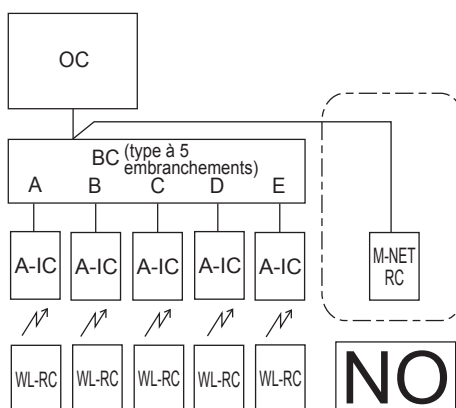 OC
BC (type à 5
embranchements)
A B C D E
A-IC A-IC A-IC A-IC A-IC
M-NET
RC
WL-RC WL-RC WL-RC WL-RC WL-RC
NO